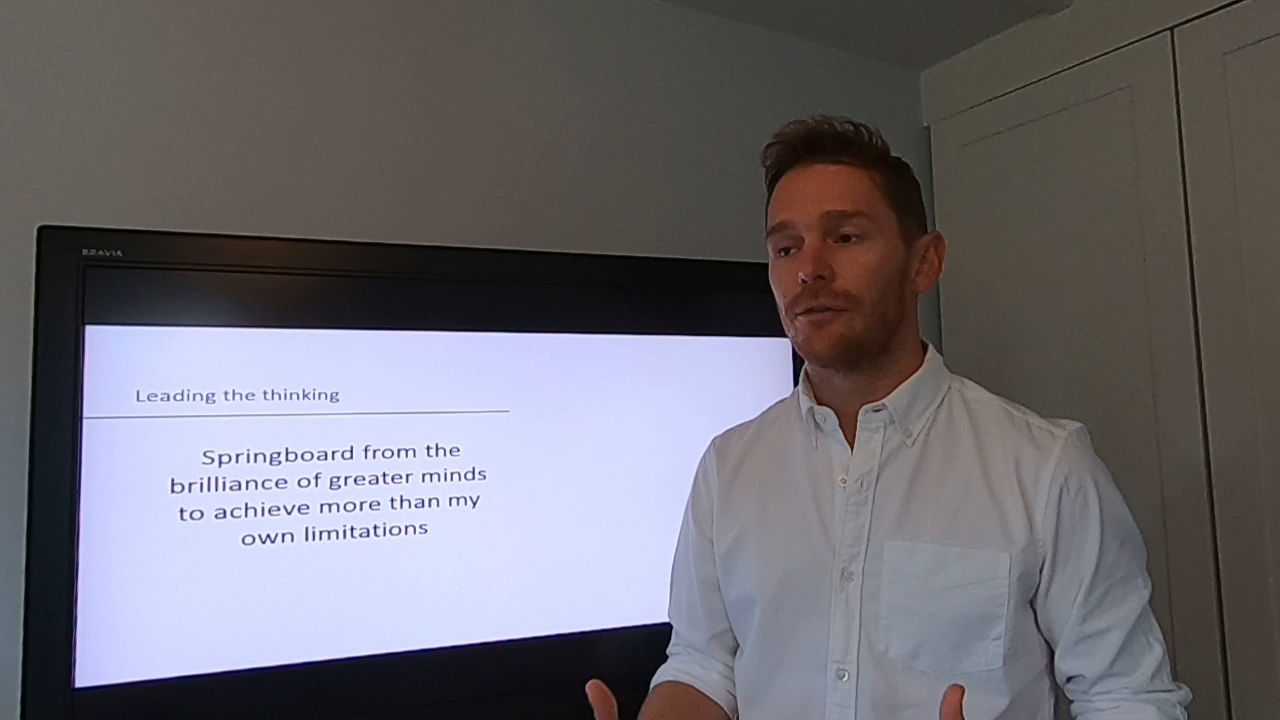 BRAVIA
Leading the thinking
Springboard from the
brilliance of greater minds
to achieve more than my
own limitations